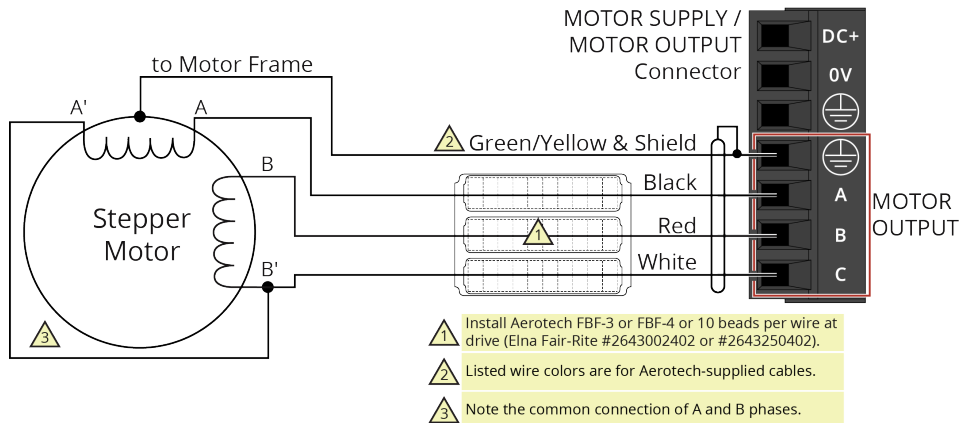 MOTOR SUPPLY /
MOTOR OUTPUT
Connector
DC+
0V
to Motor Frame
A'
A
2
Green/Yellow & Shield
B
Black
A
MOTOR
OUTPUT
Stepper
Motor
1
Red
B
B'
White
C
3
1
Install Aerotech FBF-3 or FBF-4 or 10 beads per wire at
drive (Elna Fair-Rite #2643002402 or #2643250402).
2
Listed wire colors are for Aerotech-supplied cables.
3
Note the common connection of A and B phases.